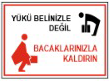 YÜKÜ BELİNİZLE
DEĞİL
BACAKLARINIZLA
KALDIRIN